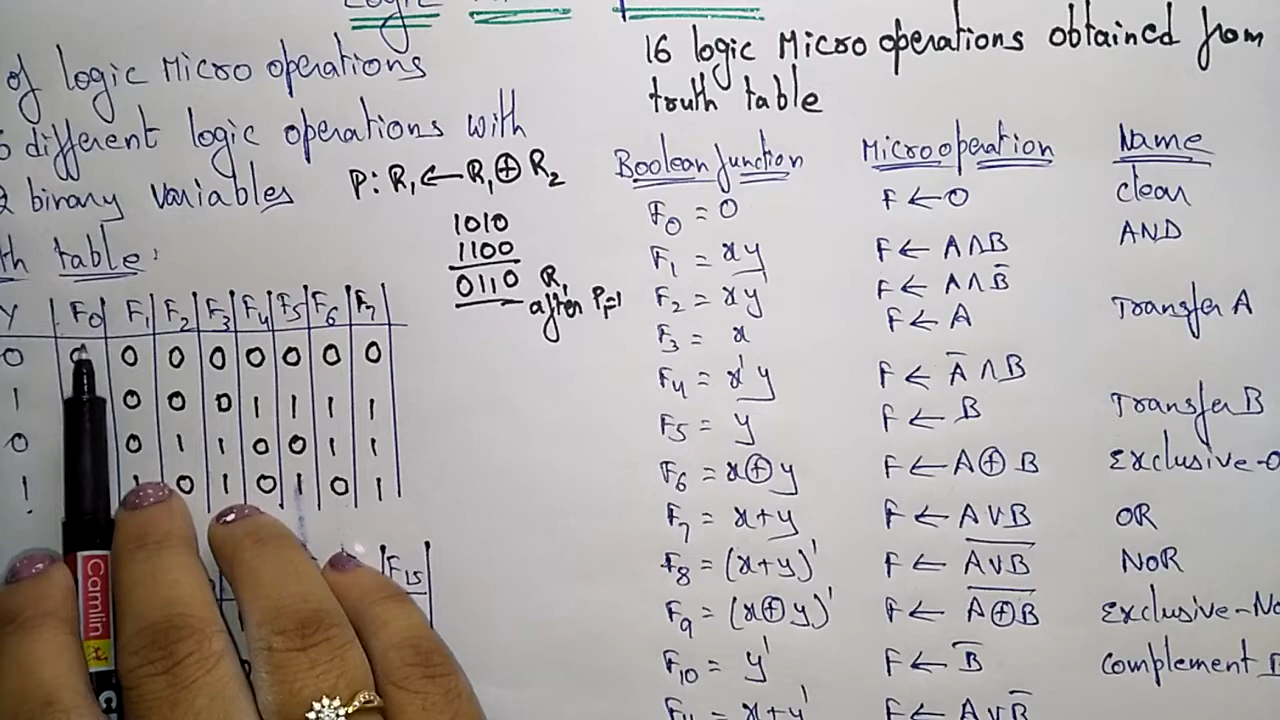 Logic
of logic Micro operations
different logic operations with
2 binary variables P: R₁ ← R₁ ⊕ R₂
1010
1100
0110 R₁
after P=1
th table:
Y | F0 | F1 | F2 | F3 | F4 | F5 | F6 | F7
0 | 0 | 0 | 0 | 0 | 0 | 0 | 0 | 0
1 | 0 | 0 | 0 | 1 | 1 | 1 | 1
0 | 0 | 1 | 1 | 0 | 0 | 1 | 1
1 | 1 | 0 | 1 | 0 | 1 | 0 | 1
F15
Camlin
16 logic Micro operations obtained from
truth table
Boolean function Microoperation Name
F0 = 0 F ← 0 clear
F1 = xy F ← A∧B AND
F2 = xy' F ← A∧B̅
F3 = x F ← A Transfer A
F4 = x'y F ← A̅∧B
F5 = y F ← B Transfer B
F6 = x⊕y F ← A⊕B Exclusive-O
F7 = x+y F ← A∨B OR
F8 = (x+y)' F ← A̅∨̅B̅ NOR
F9 = (x⊕y)' F ← A̅⊕̅B̅ Exclusive-No
F10 = y' F ← B̅ Complement B
F11 = x+y' F ← A∨B̅